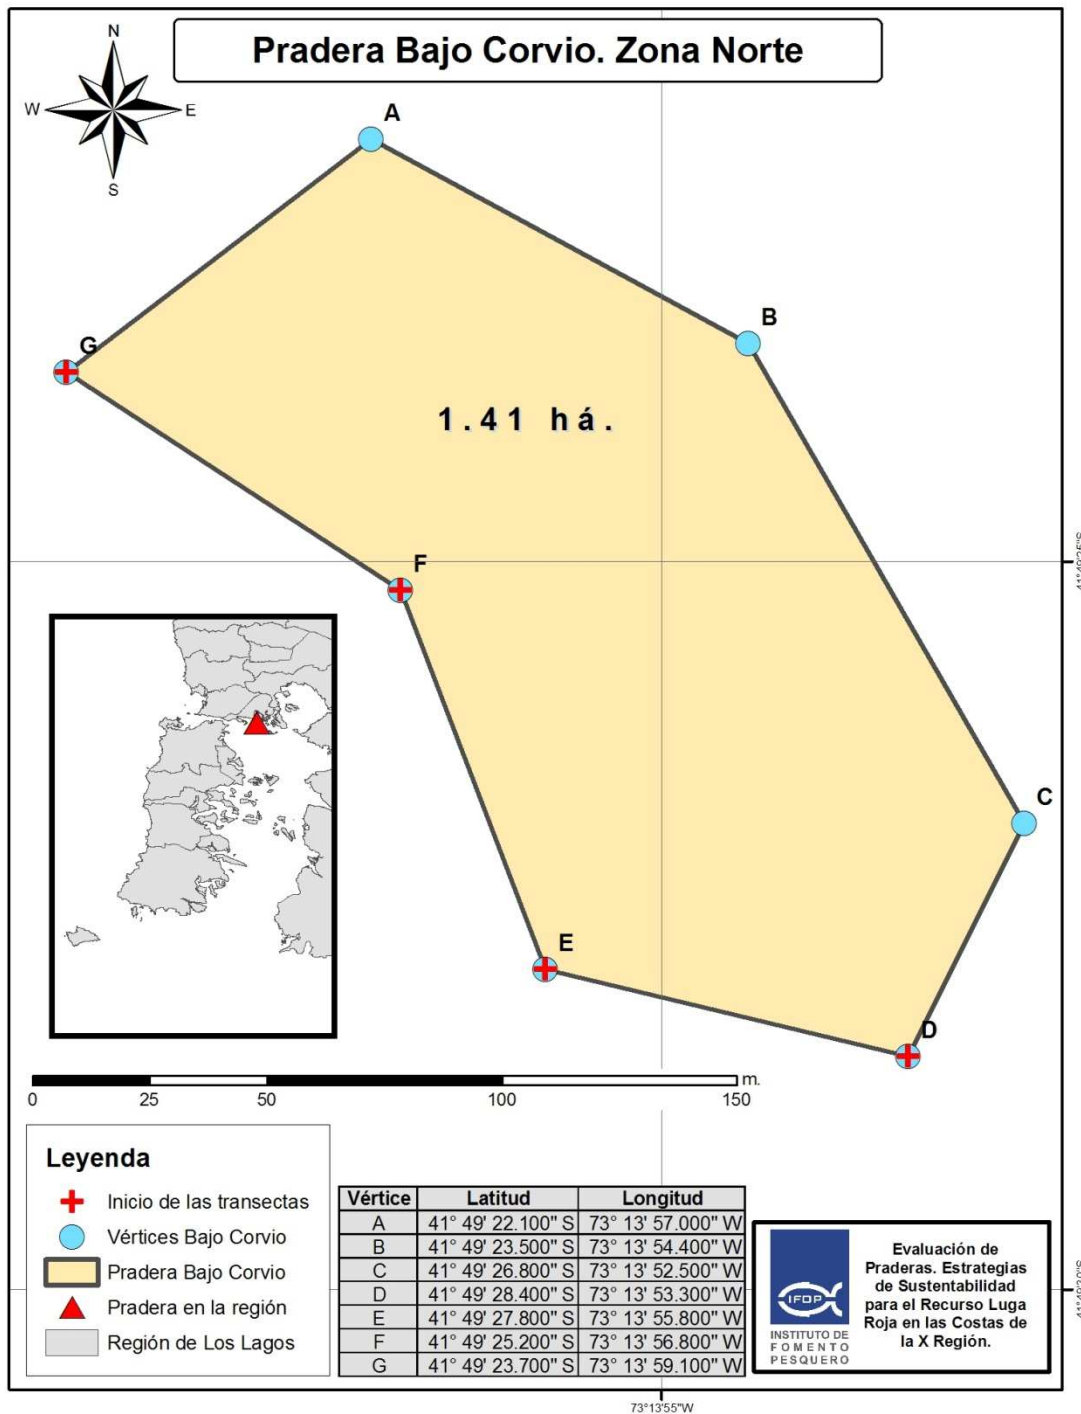 Pradera Bajo Corvio. Zona Norte
N
W
E
S
A
B
G
1.41 há.
F
41°49'25"S
C
E
D
m.
0 25 50 100 150
Leyenda
Inicio de las transectas
Vértices Bajo Corvio
Pradera Bajo Corvio
Pradera en la región
Región de Los Lagos
Vértice Latitud Longitud
A 41° 49' 22.100" S 73° 13' 57.000" W
B 41° 49' 23.500" S 73° 13' 54.400" W
C 41° 49' 26.800" S 73° 13' 52.500" W
D 41° 49' 28.400" S 73° 13' 53.300" W
E 41° 49' 27.800" S 73° 13' 55.800" W
F 41° 49' 25.200" S 73° 13' 56.800" W
G 41° 49' 23.700" S 73° 13' 59.100" W
IFOP
INSTITUTO DE
FOMENTO
PESQUERO
Evaluación de
Praderas. Estrategias
de Sustentabilidad
para el Recurso Luga
Roja en las Costas de
la X Región.
41°49'30"S
73°13'55"W